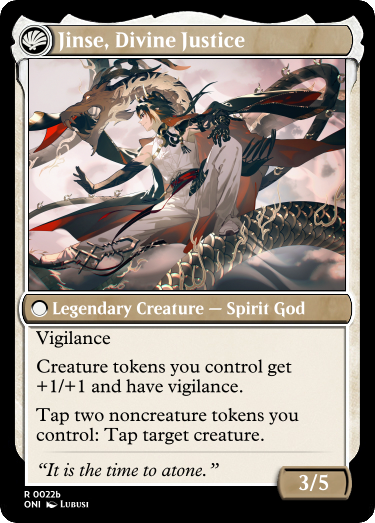 Jinse, Divine Justice
Legendary Creature — Spirit God
Vigilance
Creature tokens you control get
+1/+1 and have vigilance.
Tap two noncreature tokens you
control: Tap target creature.
“It is the time to atone.”
3/5
R 0022b
ONI Lubusi